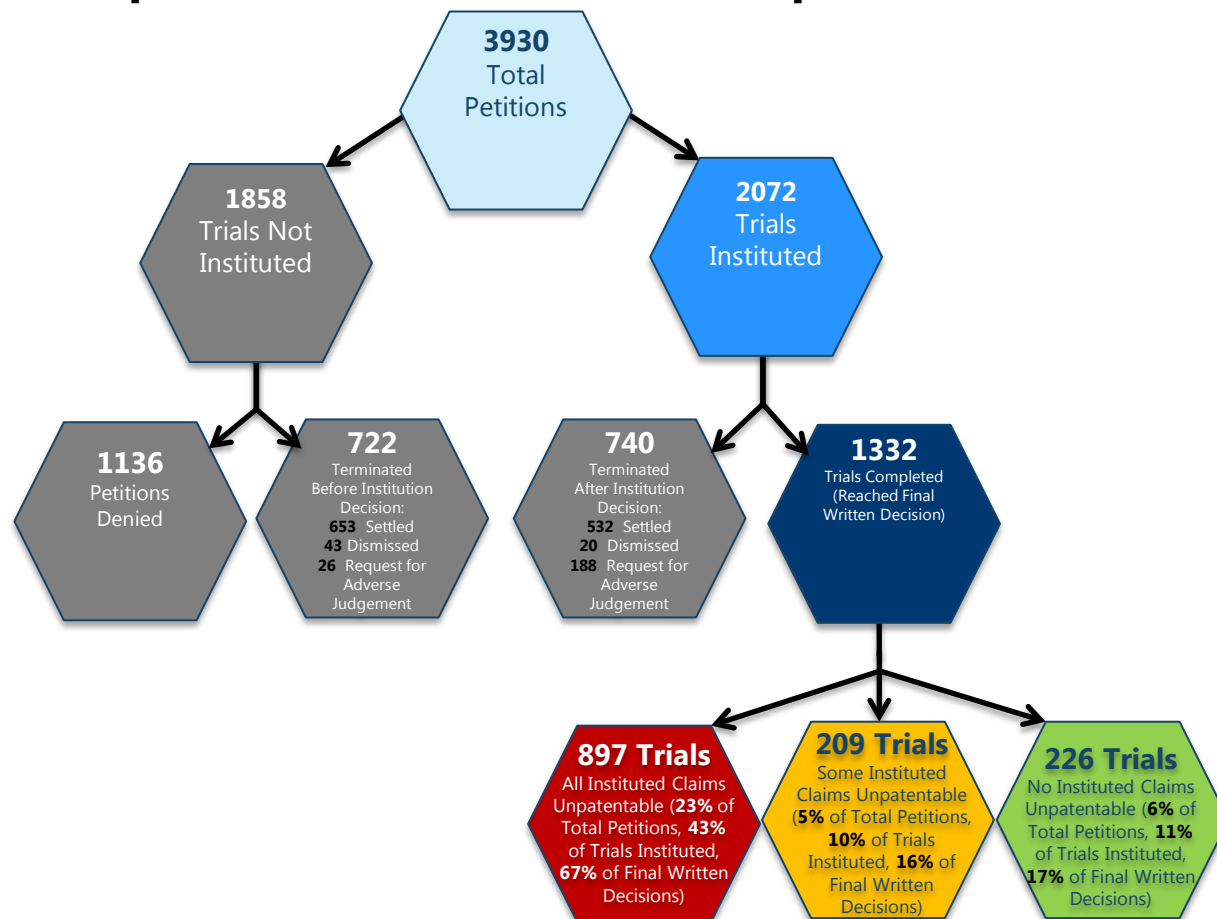 3930
Total
Petitions
1858
Trials Not
Instituted
2072
Trials
Instituted
1136
Petitions
Denied
722
Terminated
Before Institution
Decision:
653 Settled
43 Dismissed
26 Request for
Adverse
Judgement
740
Terminated
After Institution
Decision:
532 Settled
20 Dismissed
188 Request for
Adverse
Judgement
1332
Trials Completed
(Reached Final
Written Decision)
897 Trials
All Instituted Claims
Unpatentable (23% of
Total Petitions, 43%
of Trials Instituted,
67% of Final Written
Decisions)
209 Trials
Some Instituted
Claims Unpatentable
(5% of Total Petitions,
10% of Trials
Instituted, 16% of
Final Written
Decisions)
226 Trials
No Instituted Claims
Unpatentable (6% of
Total Petitions, 11%
of Trials Instituted,
17% of Final Written
Decisions)